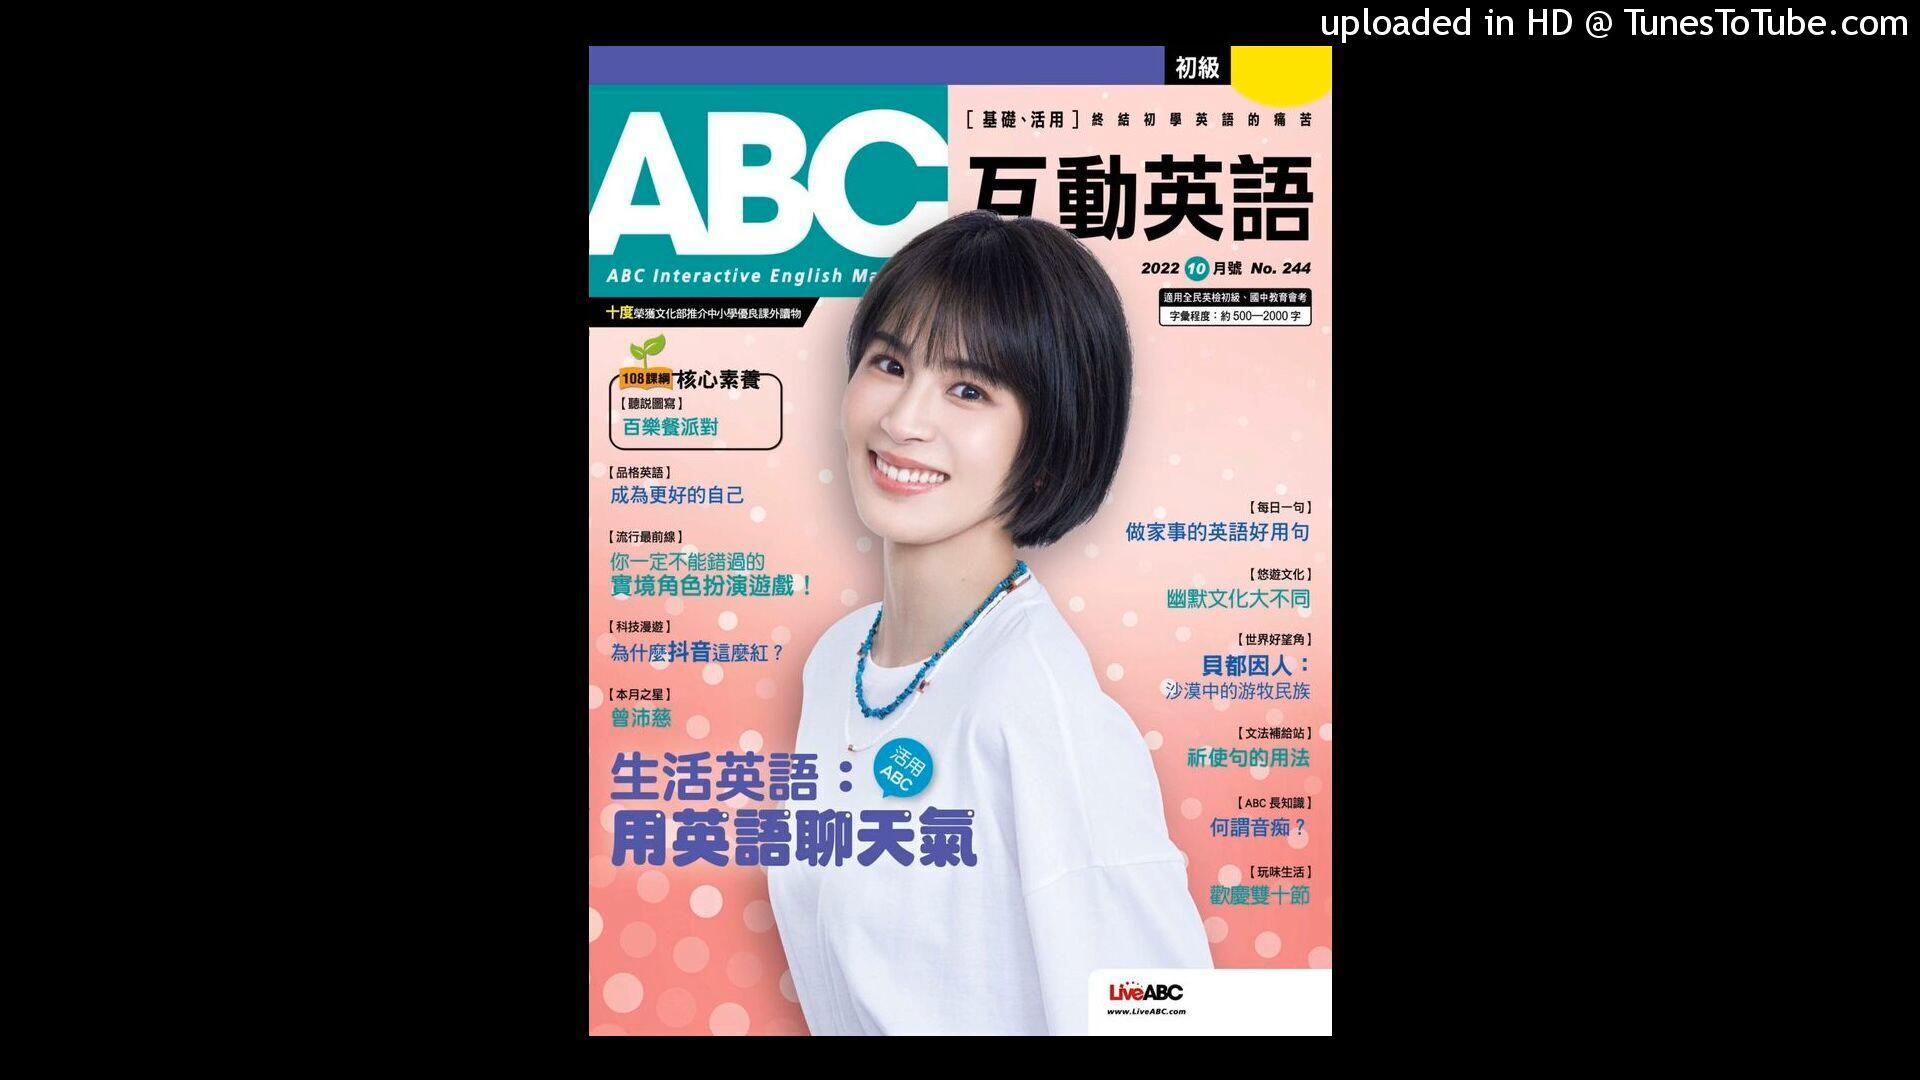 uploaded in HD @ TunesToTube.com
初級
ABC
[基礎、活用] 終結初學英語的痛苦
互動英語
ABC Interactive English Ma
2022 10 月號 No. 244
適用全民英檢初級、國中教育會考
字彙程度：約 500—2000 字
十度榮獲文化部推介中小學優良課外讀物
108課綱 核心素養
【聽說圖寫】
百樂餐派對
【品格英語】
成為更好的自己
【流行最前線】
你一定不能錯過的
實境角色扮演遊戲！
【科技漫遊】
為什麼抖音這麼紅？
【本月之星】
曾沛慈
生活英語：
活用
ABC
用英語聊天氣
【每日一句】
做家事的英語好用句
【悠遊文化】
幽默文化大不同
【世界好望角】
貝都因人：
沙漠中的游牧民族
【文法補給站】
祈使句的用法
【ABC 長知識】
何謂音痴？
【玩味生活】
歡慶雙十節
LiveABC
www.LiveABC.com